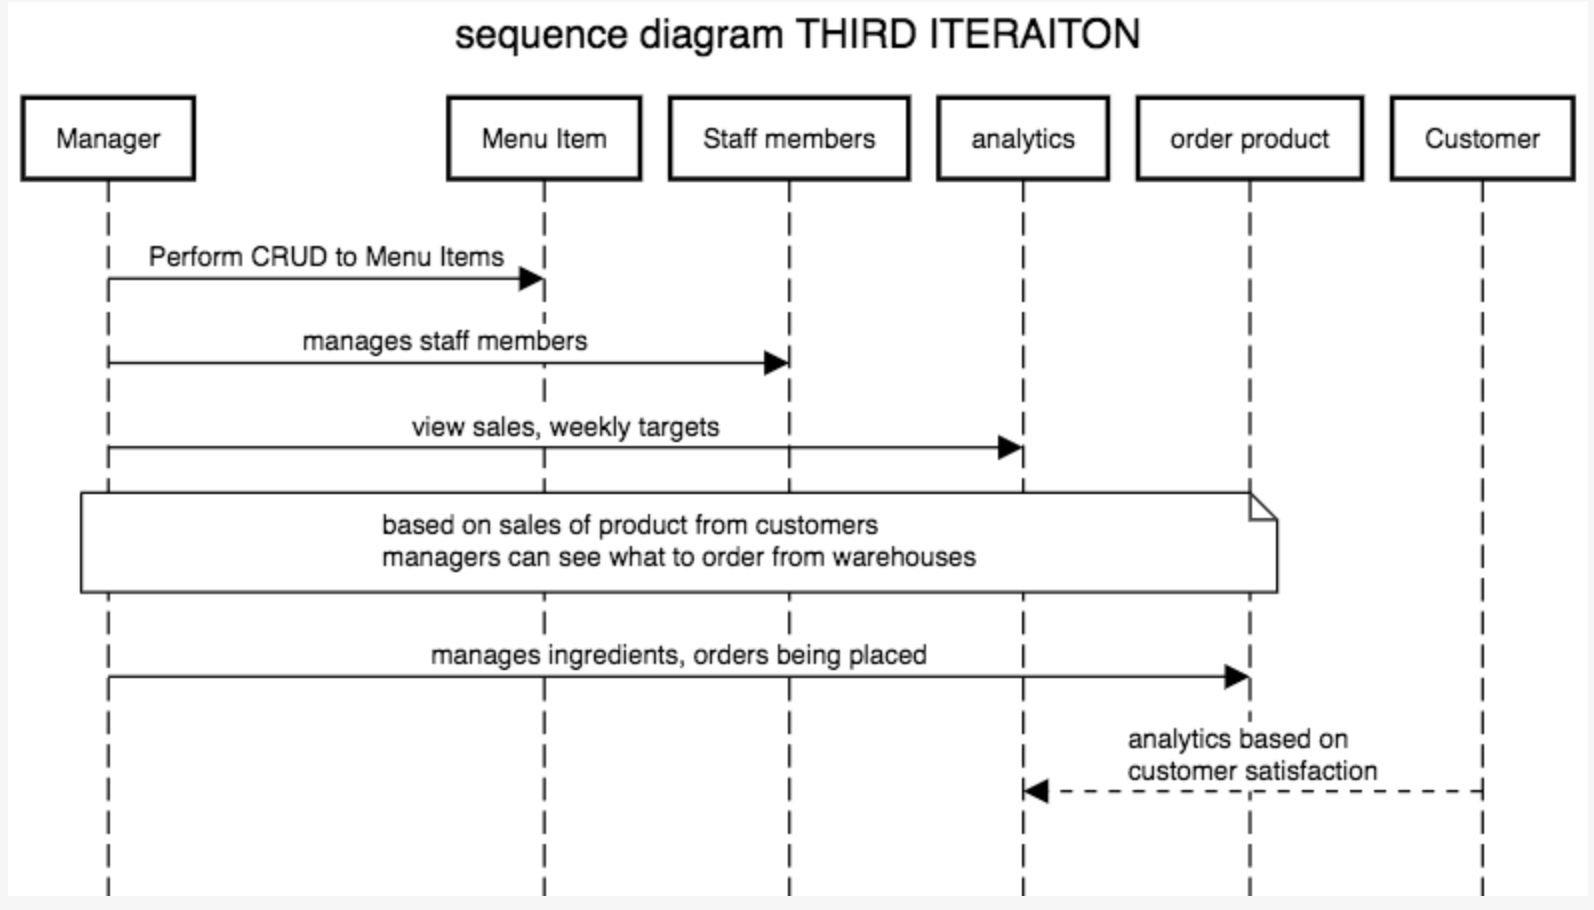 sequence diagram THIRD ITERAITON
Manager
Menu Item
Staff members
analytics
order product
Customer
Perform CRUD to Menu Items
manages staff members
view sales, weekly targets
based on sales of product from customers
managers can see what to order from warehouses
manages ingredients, orders being placed
analytics based on
customer satisfaction